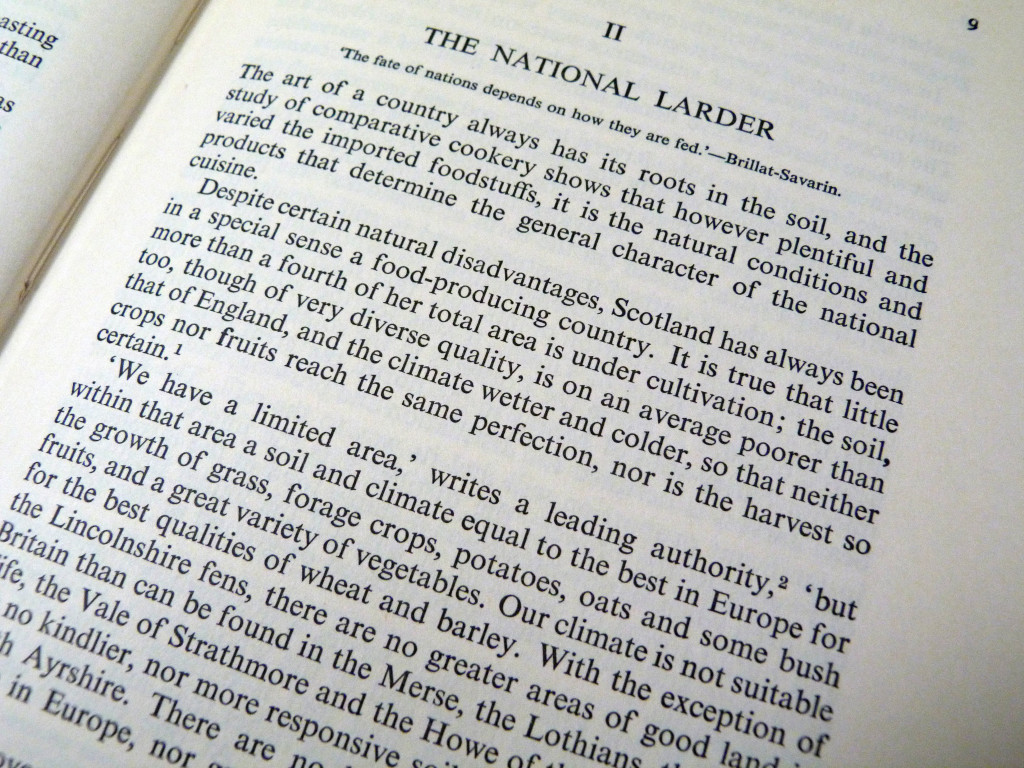 asting
than
as
9
II
THE NATIONAL LARDER
'The fate of nations depends on how they are fed.'—Brillat-Savarin.
The art of a country always has its roots in the soil, and the
study of comparative cookery shows that however plentiful and
varied the imported foodstuffs, it is the natural conditions and
products that determine the general character of the national
cuisine.
Despite certain natural disadvantages, Scotland has always been
in a special sense a food-producing country. It is true that little
more than a fourth of her total area is under cultivation; the soil,
too, though of very diverse quality, is on an average poorer than
that of England, and the climate wetter and colder, so that neither
crops nor fruits reach the same perfection, nor is the harvest so
certain.¹
'We have a limited area,' writes a leading authority,² 'but
within that area a soil and climate equal to the best in Europe for
the growth of grass, forage crops, potatoes, oats and some bush
fruits, and a great variety of vegetables. Our climate is not suitable
for the best qualities of wheat and barley. With the exception of
the Lincolnshire fens, there are no greater areas of good land
Britain than can be found in the Merse, the Lothians,
ife, the Vale of Strathmore and the Howe of
no kindlier, nor more responsive
h Ayrshire. There are no
in Europe, nor